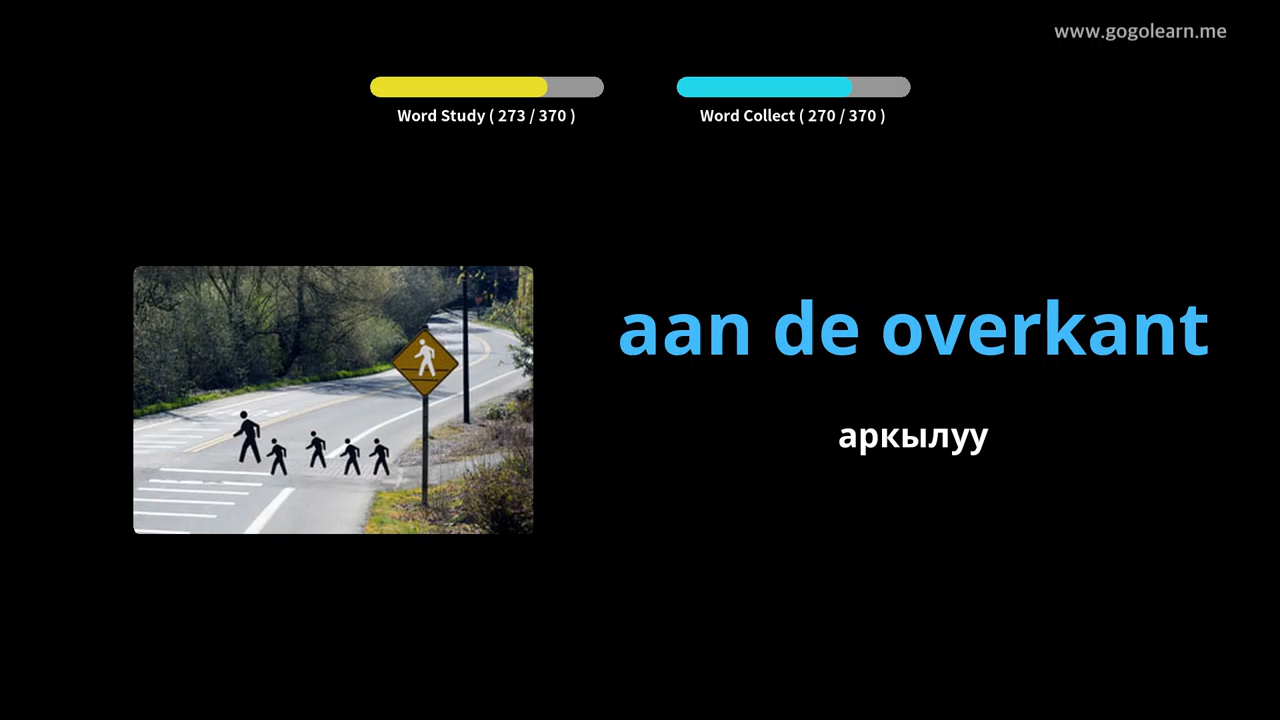 www.gogolearn.me
Word Study ( 273 / 370 )
Word Collect ( 270 / 370 )
aan de overkant
аркылуу